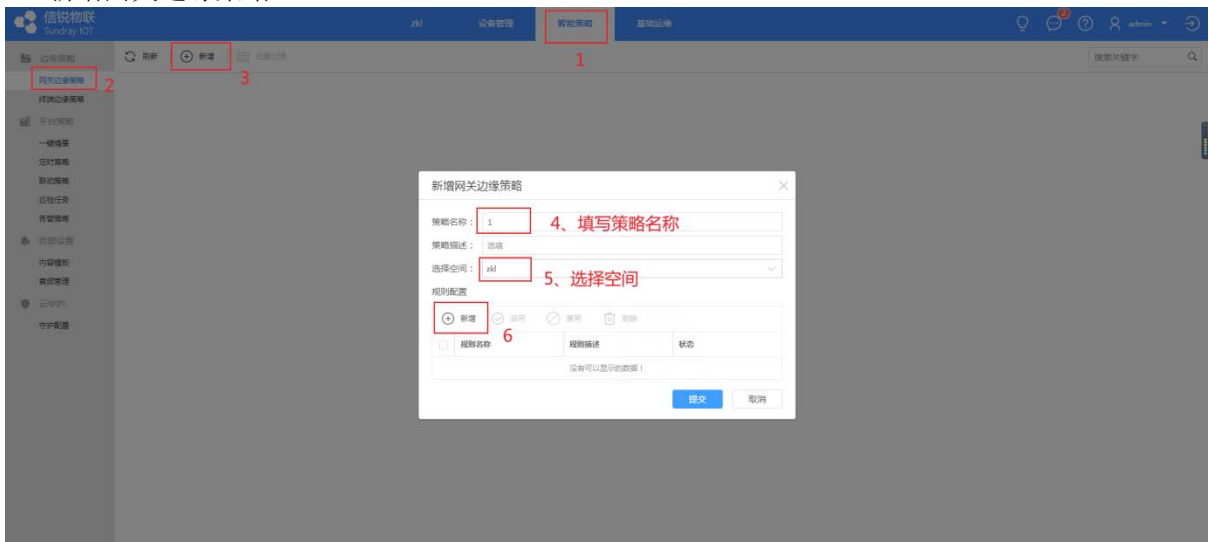 信锐物联
Sundray IOT
zkl 设备管理 智能策略 基础运维 2 admin
1
边缘策略 刷新 新增 批量处理 搜索关键字
网关边缘策略 2 3
终端边缘策略
平台策略
一键情景
定时策略
联动策略
巡检任务
告警策略
告警设置
内容模板
音频管理
云守护
守护配置
新增网关边缘策略
策略名称： 1 4、填写策略名称
策略描述： 选填
选择空间： zkl 5、选择空间
规则配置
新增 启用 禁用 删除
6
规则名称 规则描述 状态
没有可以显示的数据！
提交 取消